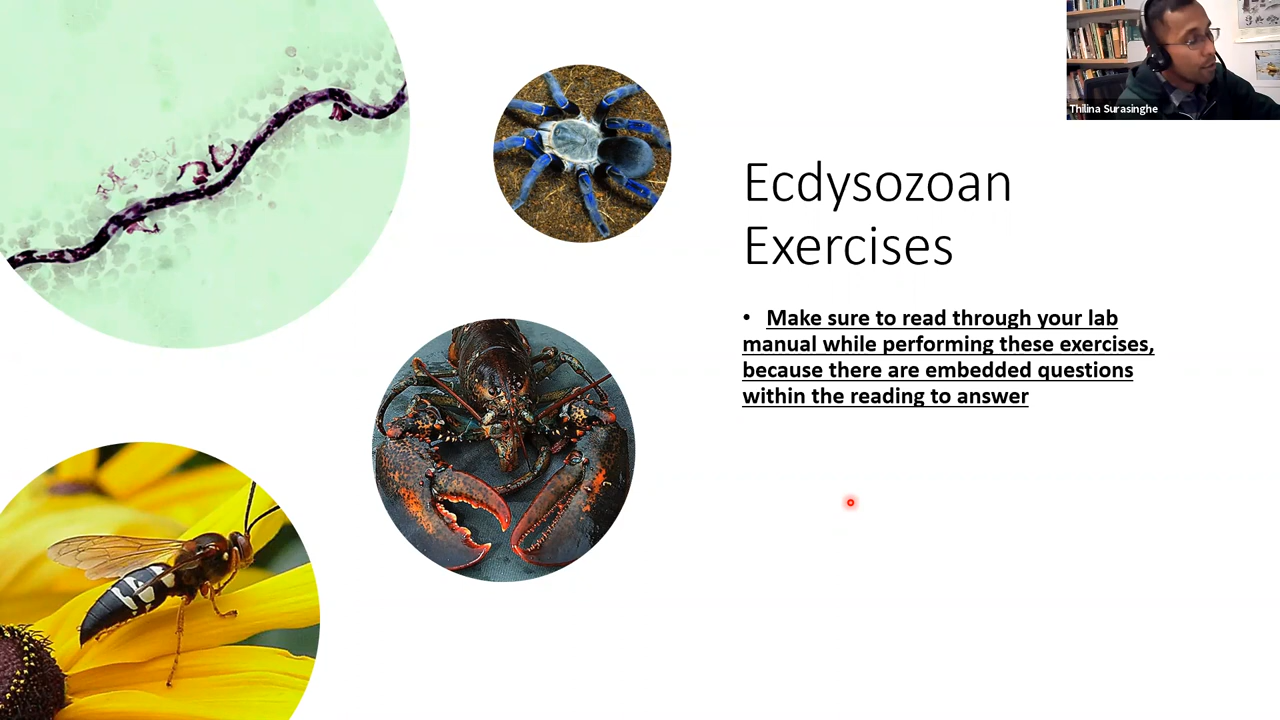 Thilina Surasinghe
Ecdysozoan
Exercises
• Make sure to read through your lab
manual while performing these exercises,
because there are embedded questions
within the reading to answer